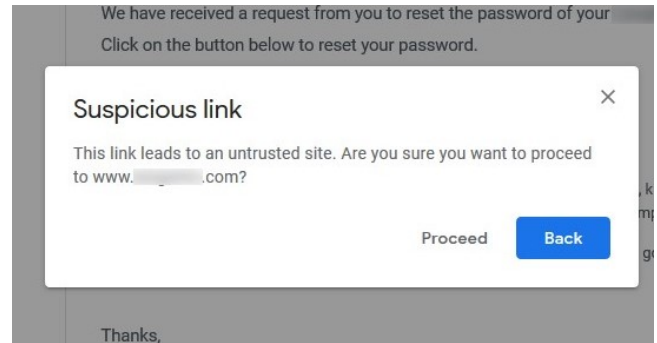 We have received a request from you to reset the password of your
Click on the button below to reset your password.
Suspicious link
This link leads to an untrusted site. Are you sure you want to proceed
to www. .com?
Proceed
Back
Thanks,